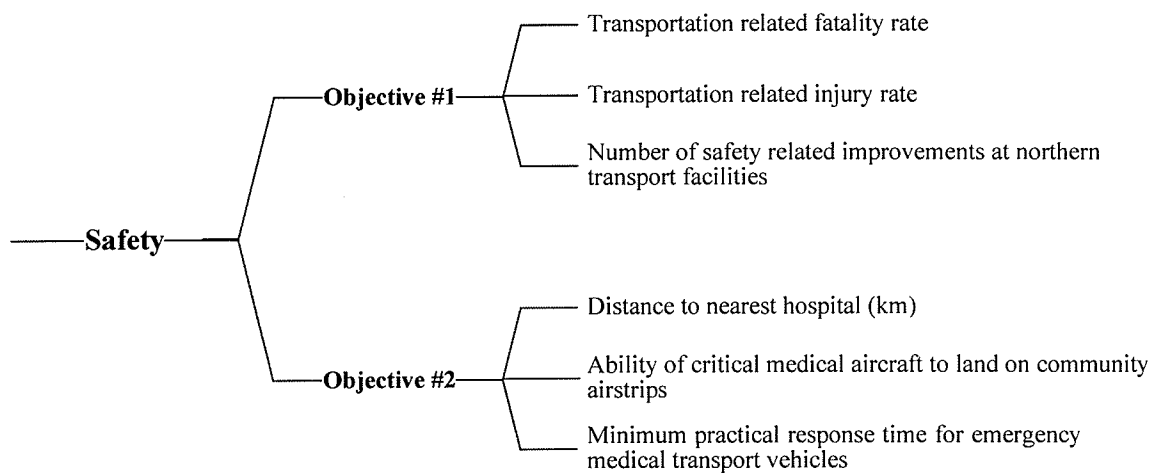 Transportation related fatality rate
Objective #1
Transportation related injury rate
Number of safety related improvements at northern
transport facilities
Safety
Distance to nearest hospital (km)
Objective #2
Ability of critical medical aircraft to land on community
airstrips
Minimum practical response time for emergency
medical transport vehicles